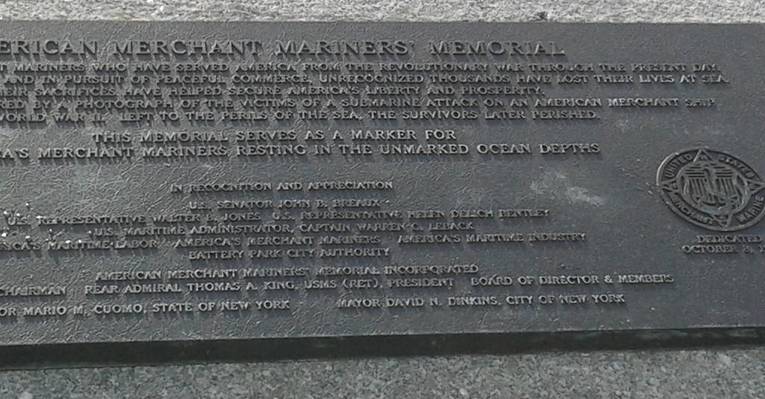 ERICAN MERCHANT MARINERS' MEMORIAL
T MARINERS WHO HAVE SERVED AMERICA FROM THE REVOLUTIONARY WAR THROUGH THE PRESENT DAY,
AND IN PURSUIT OF PEACEFUL COMMERCE. UNRECOGNIZED THOUSANDS HAVE LOST THEIR LIVES AT SEA.
EIR SACRIFICES HAVE HELPED SECURE AMERICA'S LIBERTY AND PROSPERITY.
RED BY A PHOTOGRAPH OF THE VICTIMS OF A SUBMARINE ATTACK ON AN AMERICAN MERCHANT SHIP
WORLD WAR II. LEFT TO THE PERILS OF THE SEA, THE SURVIVORS LATER PERISHED.
THIS MEMORIAL SERVES AS A MARKER FOR
A'S MERCHANT MARINERS RESTING IN THE UNMARKED OCEAN DEPTHS
IN RECOGNITION AND APPRECIATION
U.S. SENATOR JOHN B. BREAUX
U.S. REPRESENTATIVE WALTER B. JONES U.S. REPRESENTATIVE HELEN DELICH BENTLEY
U.S. MARITIME ADMINISTRATOR, CAPTAIN WARREN G. LEBACK
RICA'S MARITIME LABOR AMERICA'S MERCHANT MARINERS AMERICA'S MARITIME INDUSTRY
BATTERY PARK CITY AUTHORITY
AMERICAN MERCHANT MARINERS' MEMORIAL INCORPORATED
CHAIRMAN REAR ADMIRAL THOMAS A. KING, USMS (RET), PRESIDENT BOARD OF DIRECTOR & MEMBERS
OR MARIO M. CUOMO, STATE OF NEW YORK MAYOR DAVID N. DINKINS, CITY OF NEW YORK
UNITED STATES
MERCHANT MARINE
DEDICATED
OCTOBER